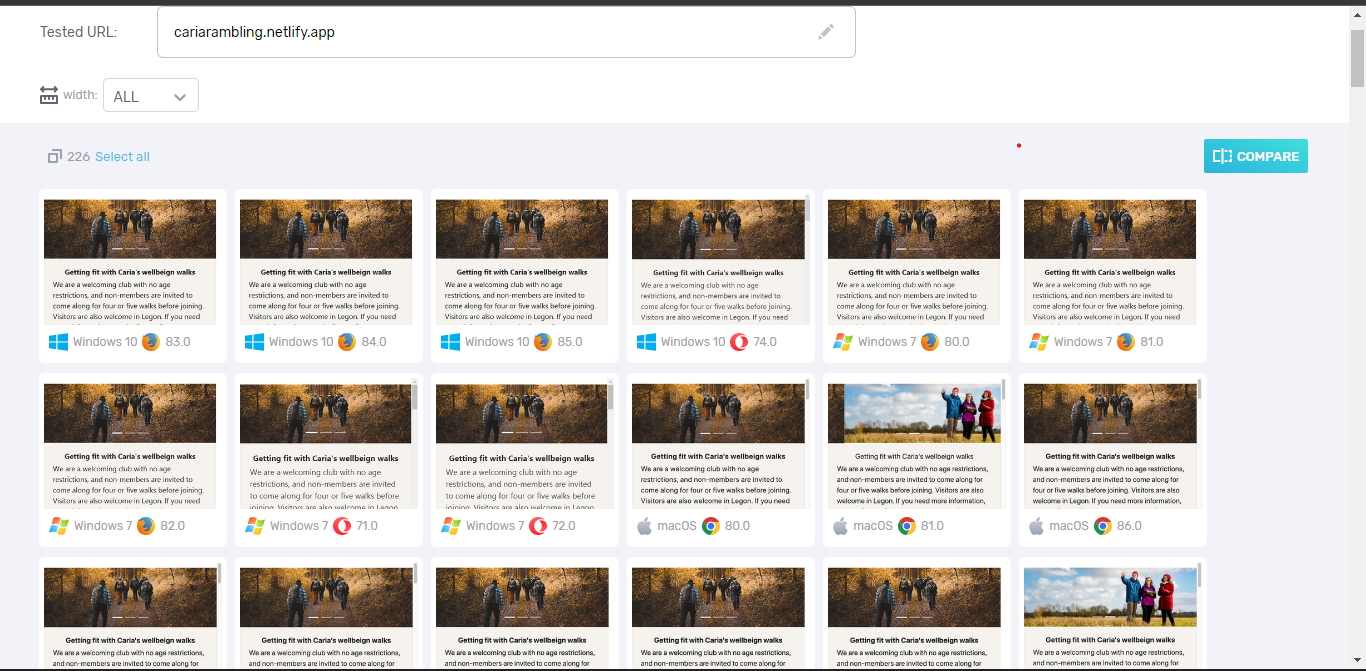 Tested URL:
cariarambling.netlify.app
width:
ALL
226 Select all
COMPARE
Getting fit with Caria's wellbeign walks
We are a welcoming club with no age
restrictions, and non-members are invited to
come along for four or five walks before joining.
Visitors are also welcome in Legon. If you need
Windows 10 83.0
Getting fit with Caria's wellbeign walks
We are a welcoming club with no age
restrictions, and non-members are invited to
come along for four or five walks before joining.
Visitors are also welcome in Legon. If you need
Windows 10 84.0
Getting fit with Caria's wellbeign walks
We are a welcoming club with no age
restrictions, and non-members are invited to
come along for four or five walks before joining.
Visitors are also welcome in Legon. If you need
Windows 10 85.0
Getting fit with Caria's wellbeign walks
We are a welcoming club with no age
restrictions, and non-members are invited to
come along for four or five walks before joining.
Visitors are also welcome in Legon. If you need
Windows 10 74.0
Getting fit with Caria's wellbeign walks
We are a welcoming club with no age
restrictions, and non-members are invited to
come along for four or five walks before joining.
Visitors are also welcome in Legon. If you need
Windows 7 80.0
Getting fit with Caria's wellbeign walks
We are a welcoming club with no age
restrictions, and non-members are invited to
come along for four or five walks before joining.
Visitors are also welcome in Legon. If you need
Windows 7 81.0
Getting fit with Caria's wellbeign walks
We are a welcoming club with no age
restrictions, and non-members are invited to
come along for four or five walks before joining.
Visitors are also welcome in Legon. If you need
Windows 7 82.0
Getting fit with Caria's wellbeign walks
We are a welcoming club with no age
restrictions, and non-members are invited
to come along for four or five walks before
joining. Visitors are also welcome in Legon.
Windows 7 71.0
Getting fit with Caria's wellbeign walks
We are a welcoming club with no age
restrictions, and non-members are invited
to come along for four or five walks before
joining. Visitors are also welcome in Legon.
Windows 7 72.0
Getting fit with Caria's wellbeign walks
We are a welcoming club with no age
restrictions, and non-members are invited to
come along for four or five walks before joining.
Visitors are also welcome in Legon. If you need
macOS 80.0
Getting fit with Caria's wellbeign walks
We are a welcoming club with no age restrictions,
and non-members are invited to come along for
four or five walks before joining. Visitors are also
welcome in Legon. If you need more information,
macOS 81.0
Getting fit with Caria's wellbeign walks
We are a welcoming club with no age
restrictions, and non-members are invited to
come along for four or five walks before joining.
Visitors are also welcome in Legon. If you need
macOS 86.0
Getting fit with Caria's wellbeign walks
We are a welcoming club with no age restrictions,
and non-members are invited to come along for
Getting fit with Caria's wellbeign walks
We are a welcoming club with no age restrictions,
and non-members are invited to come along for
Getting fit with Caria's wellbeign walks
We are a welcoming club with no age restrictions,
and non-members are invited to come along for
Getting fit with Caria's wellbeign walks
We are a welcoming club with no age restrictions,
and non-members are invited to come along for
Getting fit with Caria's wellbeign walks
We are a welcoming club with no age restrictions,
and non-members are invited to come along for
Getting fit with Caria's wellbeign walks
We are a welcoming club with no age restrictions,
and non-members are invited to come along for